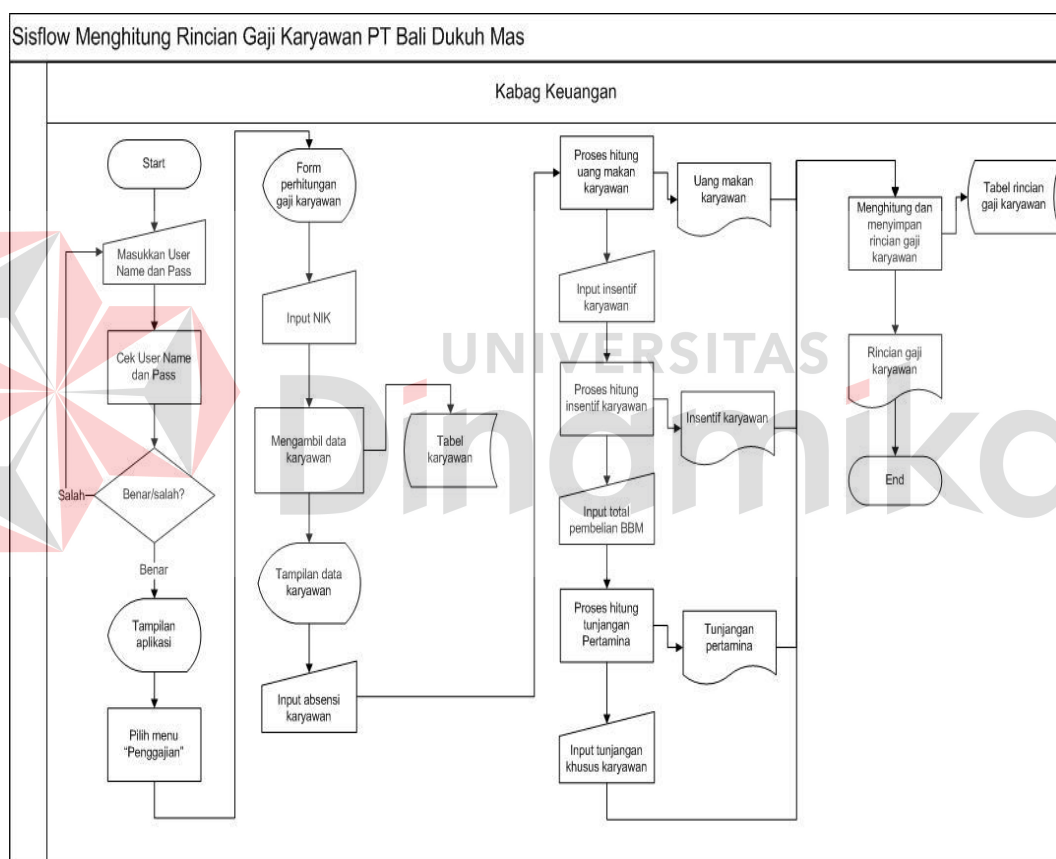 Sisflow Menghitung Rincian Gaji Karyawan PT Bali Dukuh Mas
Kabag Keuangan
Start
Masukkan User
Name dan Pass
Cek User Name
dan Pass
Benar/salah?
Salah
Benar
Tampilan
aplikasi
Pilih menu
“Penggajian”
Form
perhitungan
gaji karyawan
Input NIK
Mengambil data
karyawan
Tabel
karyawan
Tampilan data
karyawan
Input absensi
karyawan
Proses hitung
uang makan
karyawan
Uang makan
karyawan
Input insentif
karyawan
Proses hitung
insentif karyawan
Insentif karyawan
Input total
pembelian BBM
Proses hitung
tunjangan
Pertamina
Tunjangan
pertamina
Input tunjangan
khusus karyawan
Menghitung dan
menyimpan
rincian gaji
karyawan
Tabel rincian
gaji karyawan
Rincian gaji
karyawan
End
UNIVERSITAS
Dinamika